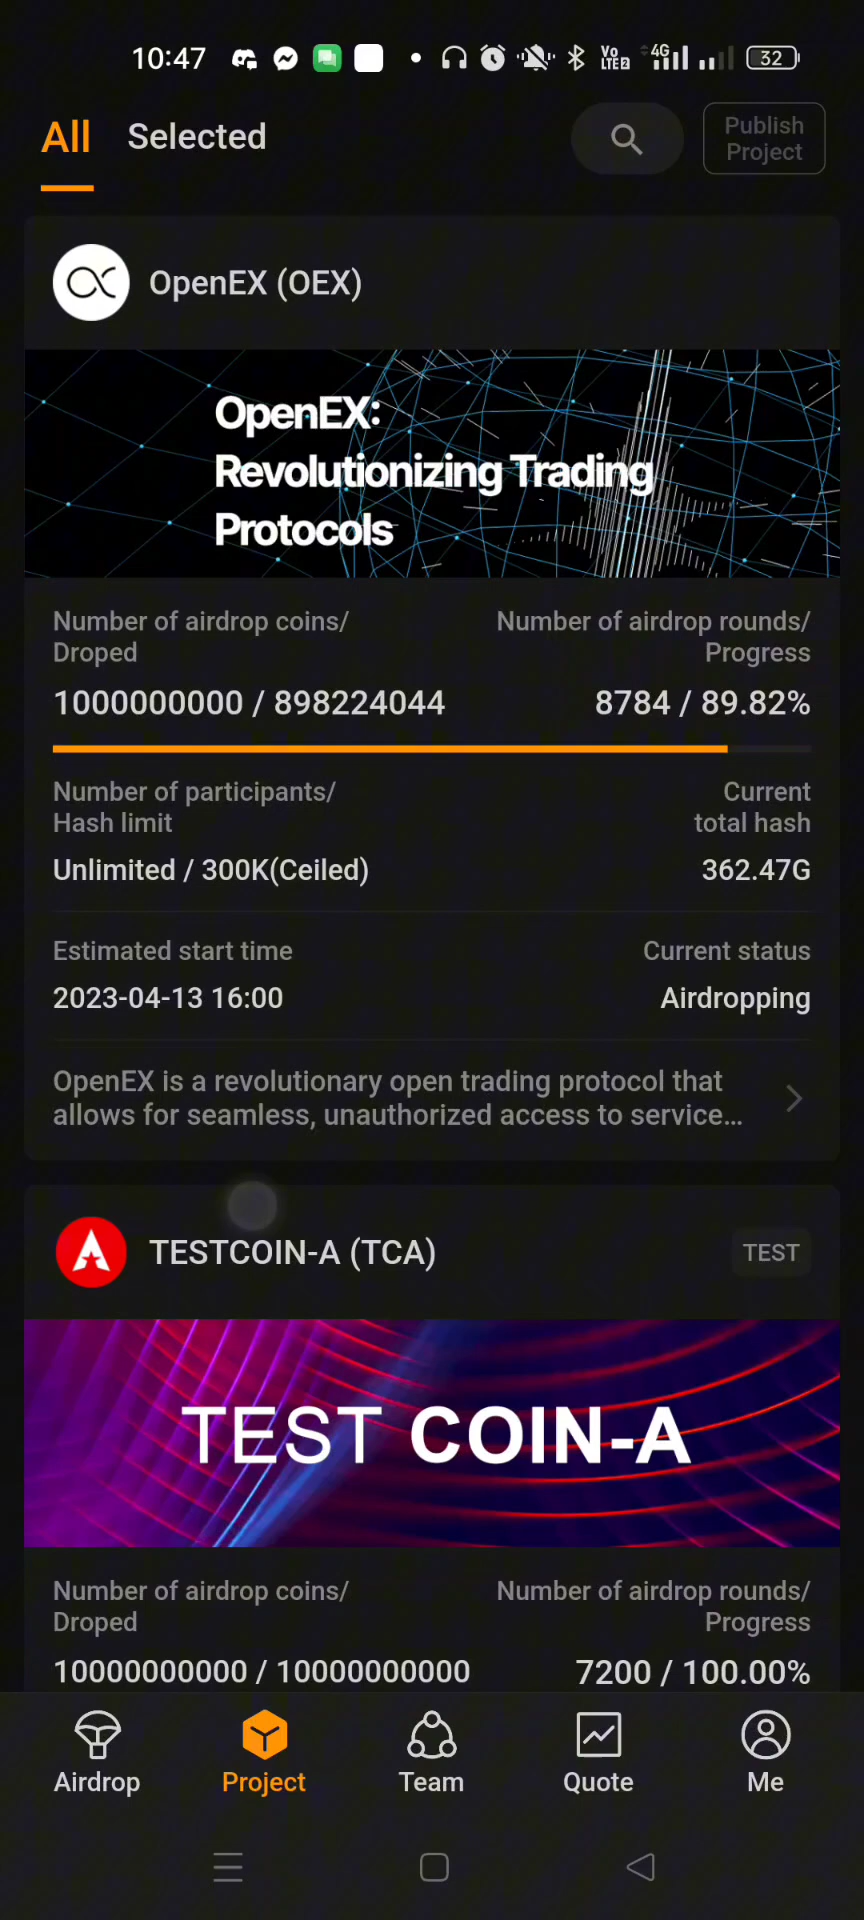 10:47
Vo
LTE 2
4G
32
All Selected
Publish
Project
OpenEX (OEX)
OpenEX:
Revolutionizing Trading
Protocols
Number of airdrop coins/
Droped
Number of airdrop rounds/
Progress
1000000000 / 898224044
8784 / 89.82%
Number of participants/
Hash limit
Current
total hash
Unlimited / 300K(Ceiled)
362.47G
Estimated start time
Current status
2023-04-13 16:00
Airdropping
OpenEX is a revolutionary open trading protocol that
allows for seamless, unauthorized access to service...
TESTCOIN-A (TCA)
TEST
TEST COIN-A
Number of airdrop coins/
Droped
Number of airdrop rounds/
Progress
10000000000 / 10000000000
7200 / 100.00%
Airdrop Project Team Quote Me